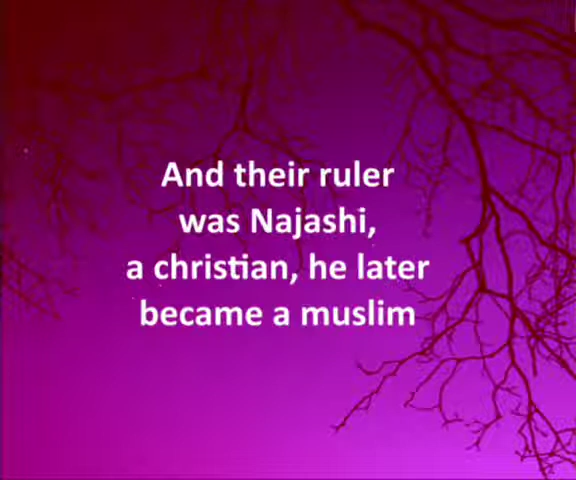 And their ruler
was Najashi,
a christian, he later
became a muslim